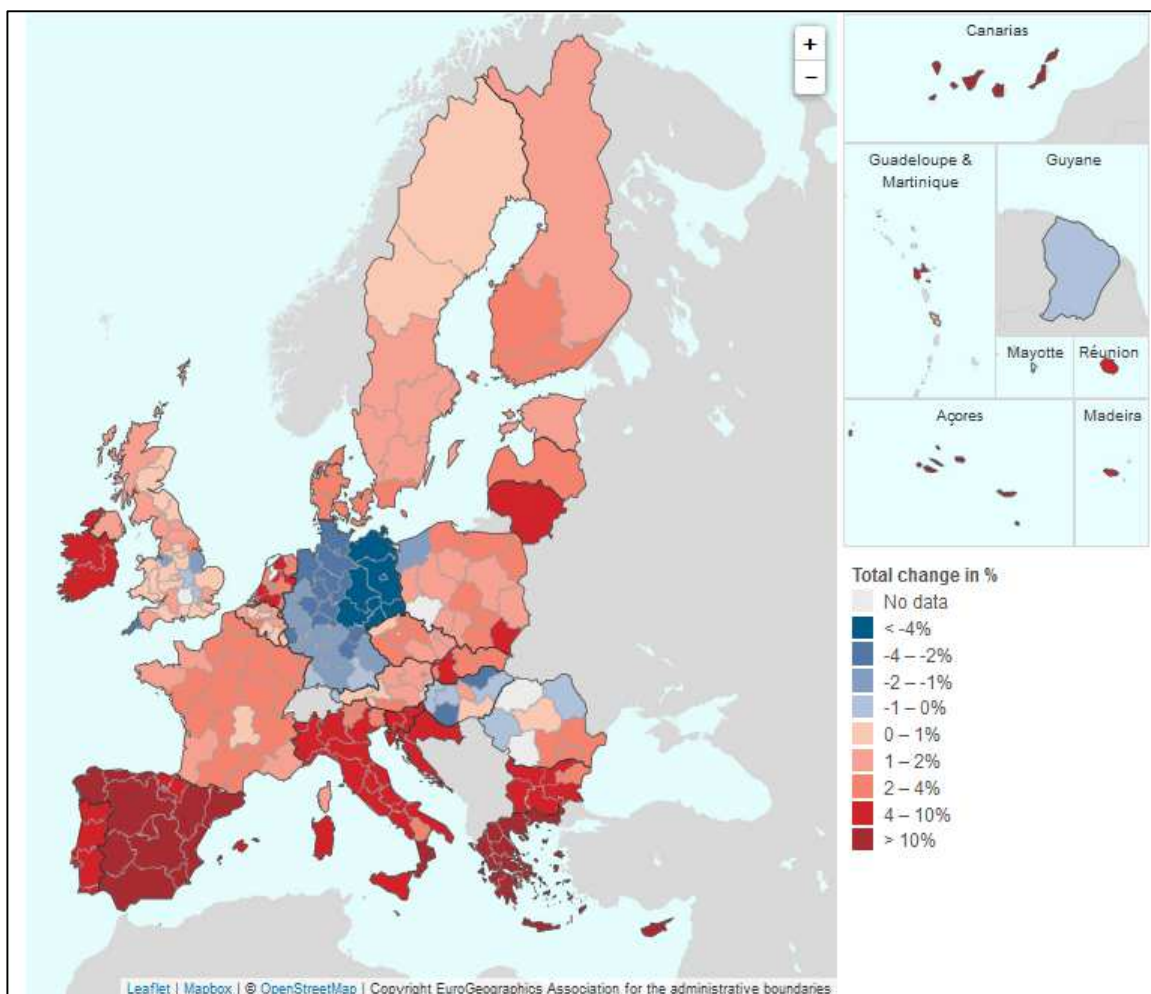 +
−
Canarias
Guadeloupe &
Martinique
Guyane
Mayotte
Réunion
Açores
Madeira
Total change in %
No data
< -4%
-4 – -2%
-2 – -1%
-1 – 0%
0 – 1%
1 – 2%
2 – 4%
4 – 10%
> 10%
Leaflet | Mapbox | © OpenStreetMap | Copyright EuroGeographics Association for the administrative boundaries